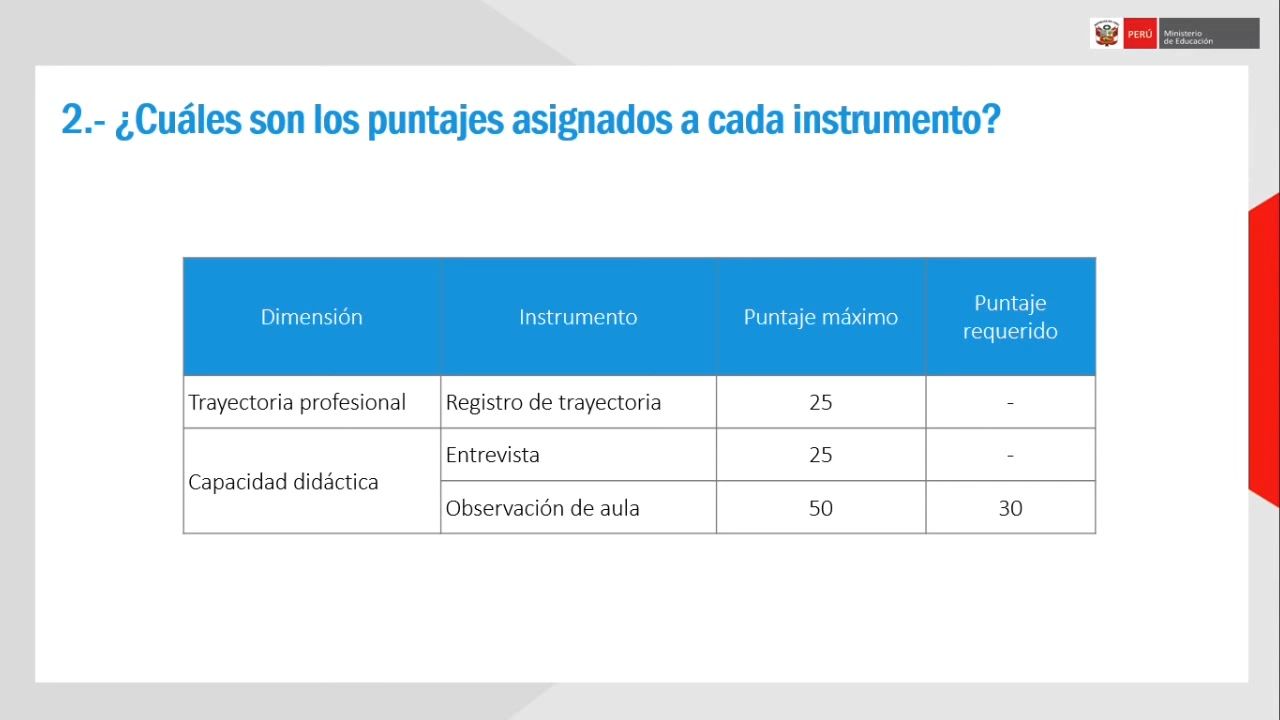 PERÚ
Ministerio
de Educación
2.- ¿Cuáles son los puntajes asignados a cada instrumento?
Dimensión Instrumento Puntaje máximo Puntaje requerido
Trayectoria profesional Registro de trayectoria 25 -
Capacidad didáctica Entrevista 25 -
Observación de aula 50 30